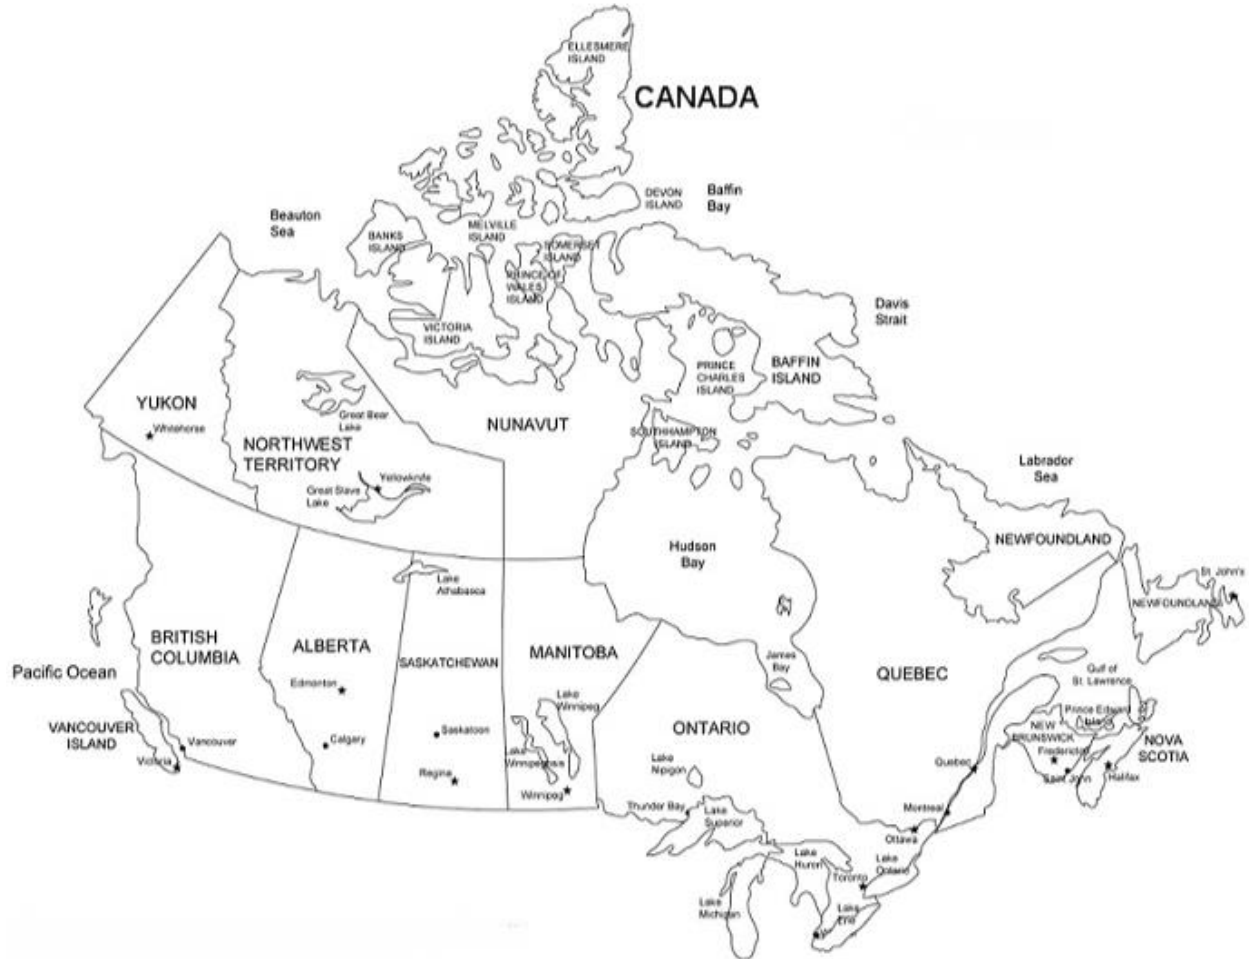 ELLESMERE
ISLAND
CANADA
DEVON
ISLAND
Baffin
Bay
Beauton
Sea
BANKS
ISLAND
MELVILLE
ISLAND
SOMERSET
ISLAND
PRINCE OF
WALES
ISLAND
VICTORIA
ISLAND
Davis
Strait
PRINCE
CHARLES
ISLAND
BAFFIN
ISLAND
YUKON
Whitehorse
Great Bear
Lake
NORTHWEST
TERRITORY
NUNAVUT
SOUTHHAMPTON
ISLAND
Yellowknife
Great Slave
Lake
Labrador
Sea
Hudson
Bay
NEWFOUNDLAND
St. John's
NEWFOUNDLAND
Lake
Athabasca
BRITISH
COLUMBIA
ALBERTA
SASKATCHEWAN
MANITOBA
James
Bay
QUEBEC
Gulf of
St. Lawrence
Pacific Ocean
Edmonton
Lake
Winnipeg
Prince Edward
Island
VANCOUVER
ISLAND
Vancouver
Victoria
Calgary
Saskatoon
Regina
Lake
Winnipegosis
Winnipeg
ONTARIO
Lake
Nipigon
NEW
BRUNSWICK
Fredericton
Saint John
NOVA
SCOTIA
Halifax
Quebec
Montreal
Ottawa
Thunder Bay
Lake
Superior
Lake
Huron
Lake
Ontario
Toronto
Lake
Michigan
Lake
Erie